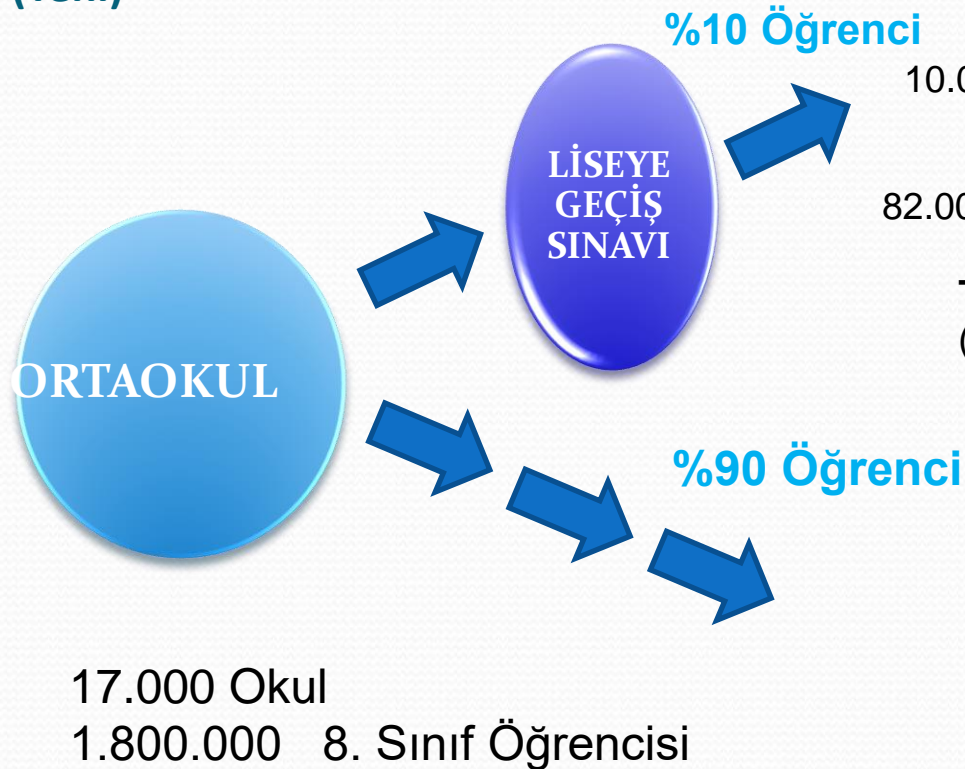 %10 Öğrenci
LİSEYE
GEÇİŞ
SINAVI
ORTAOKUL
%90 Öğrenci
17.000 Okul
1.800.000 8. Sınıf Öğrencisi